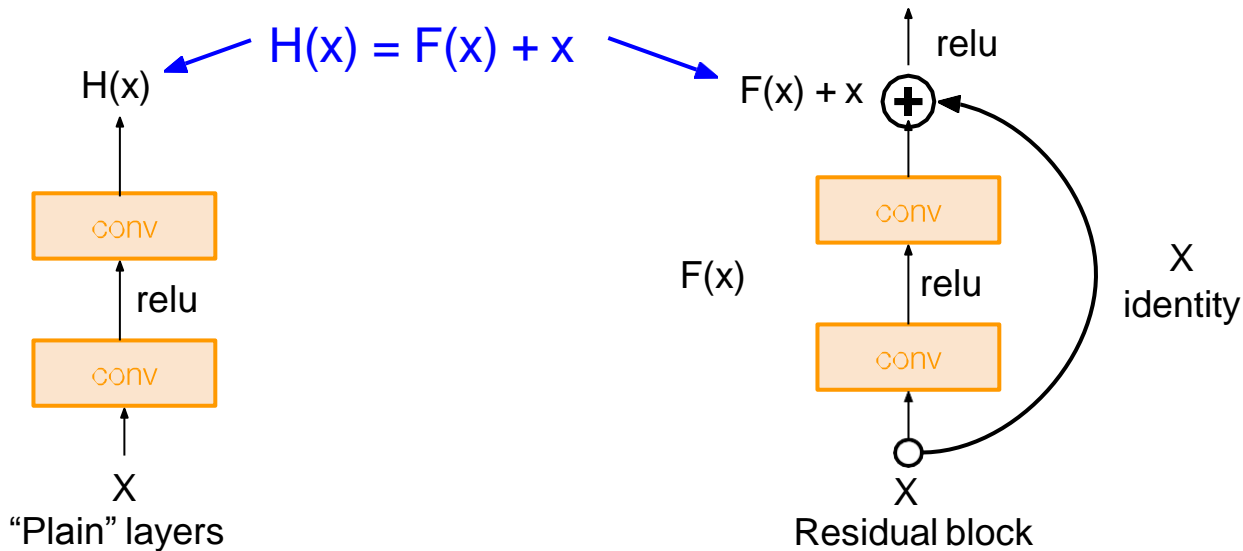 H(x) = F(x) + x
H(x)
conv
relu
conv
X
“Plain” layers
relu
F(x) + x
+
conv
F(x)
relu
X
identity
conv
X
Residual block